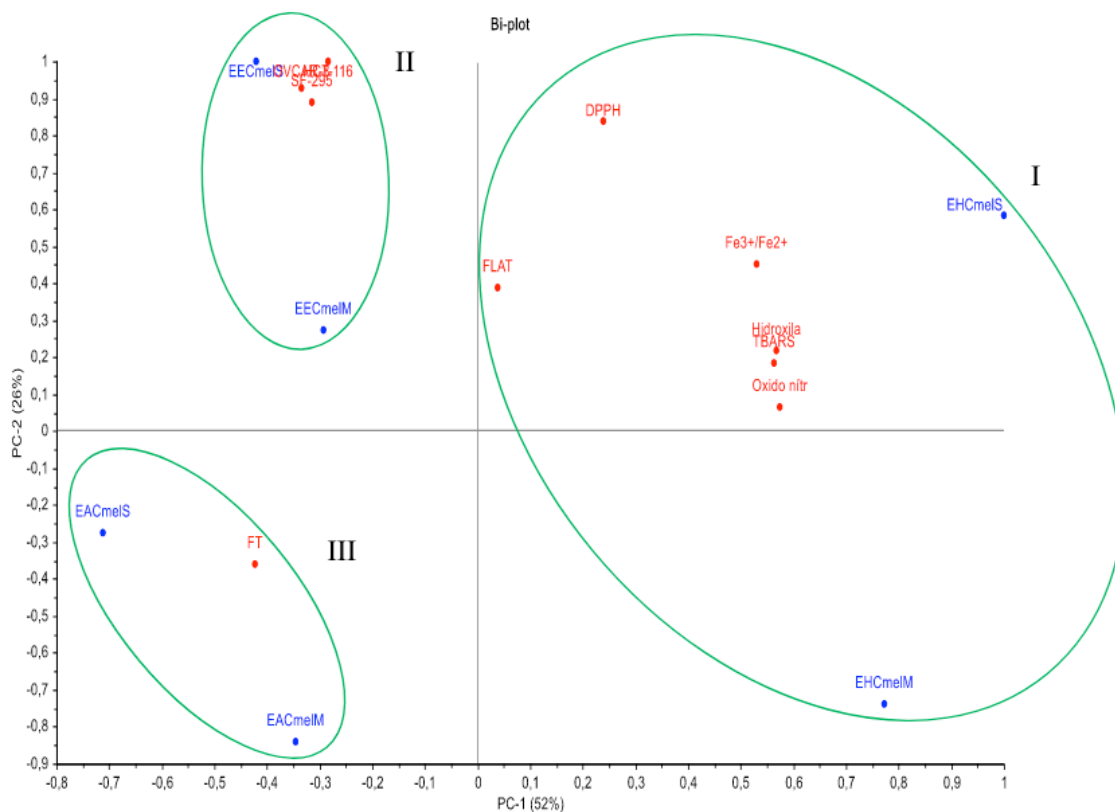 Bi-plot
II
I
III
EECmelS
SF-295
DPPH
EHCmelS
Fe3+/Fe2+
FLAT
EECmelM
Hidroxila
TBARS
Oxido nítr
EACmelS
FT
EHCmelM
EACmelM
PC-2 (26%)
1
0,9
0,8
0,7
0,6
0,5
0,4
0,3
0,2
0,1
0
-0,1
-0,2
-0,3
-0,4
-0,5
-0,6
-0,7
-0,8
-0,9
-0,8 -0,7 -0,6 -0,5 -0,4 -0,3 -0,2 -0,1 0 0,1 0,2 0,3 0,4 0,5 0,6 0,7 0,8 0,9 1
PC-1 (52%)